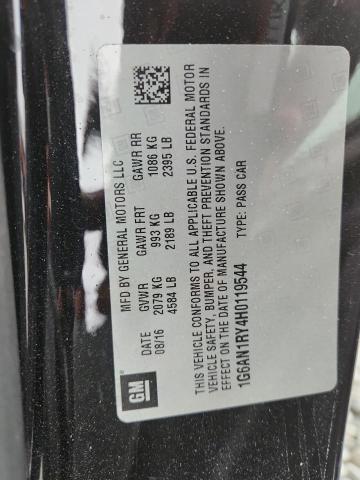 GM
MFD BY GENERAL MOTORS LLC
DATE GVWR GAWR FRT GAWR RR
08/16 2079 KG 993 KG 1086 KG
4584 LB 2189 LB 2395 LB
THIS VEHICLE CONFORMS TO ALL APPLICABLE U.S. FEDERAL MOTOR
VEHICLE SAFETY, BUMPER, AND THEFT PREVENTION STANDARDS IN
EFFECT ON THE DATE OF MANUFACTURE SHOWN ABOVE.
1G6AN1RY4H0119544 TYPE: PASS CAR